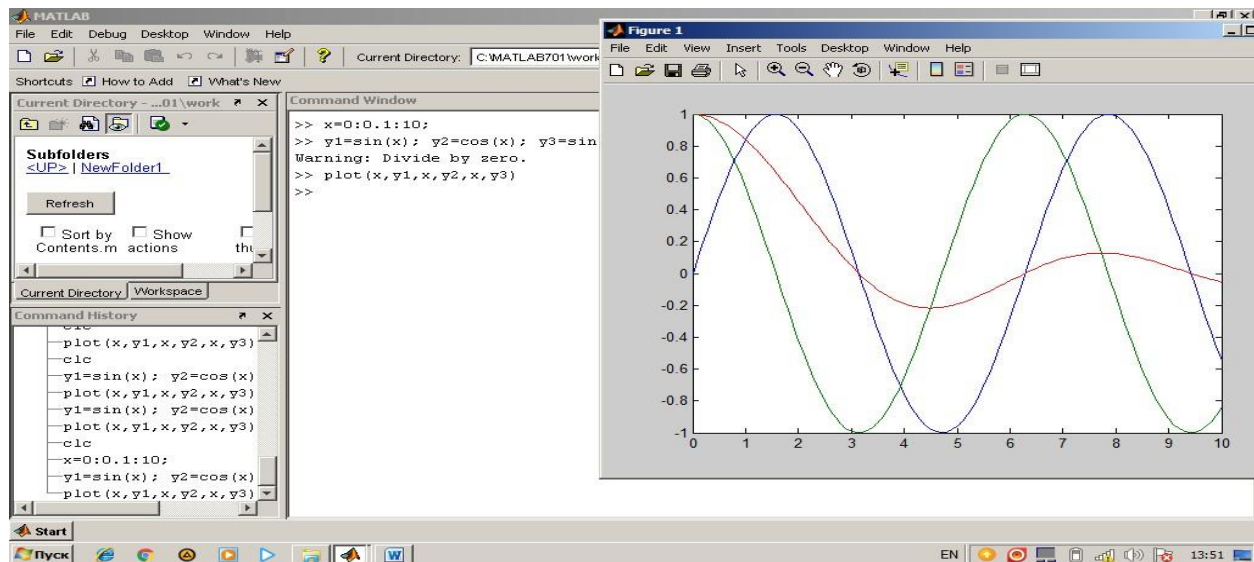 MATLAB
File Edit Debug Desktop Window Help
Current Directory: C:\MATLAB701\work
Shortcuts How to Add What's New
Current Directory - ...01\work
Subfolders
<UP> | NewFolder1
Refresh
Sort by Show
Contents.m actions thu
Current Directory Workspace
Command History
clc
plot(x,y1,x,y2,x,y3)
clc
y1=sin(x); y2=cos(x)
plot(x,y1,x,y2,x,y3)
y1=sin(x); y2=cos(x)
plot(x,y1,x,y2,x,y3)
clc
x=0:0.1:10;
y1=sin(x); y2=cos(x)
plot(x,y1,x,y2,x,y3)
Command Window
>> x=0:0.1:10;
>> y1=sin(x); y2=cos(x); y3=sin
Warning: Divide by zero.
>> plot(x,y1,x,y2,x,y3)
>>
Figure 1
File Edit View Insert Tools Desktop Window Help
1
0.8
0.6
0.4
0.2
0
-0.2
-0.4
-0.6
-0.8
-1
0 1 2 3 4 5 6 7 8 9 10
Start
Пуск
EN 13:51